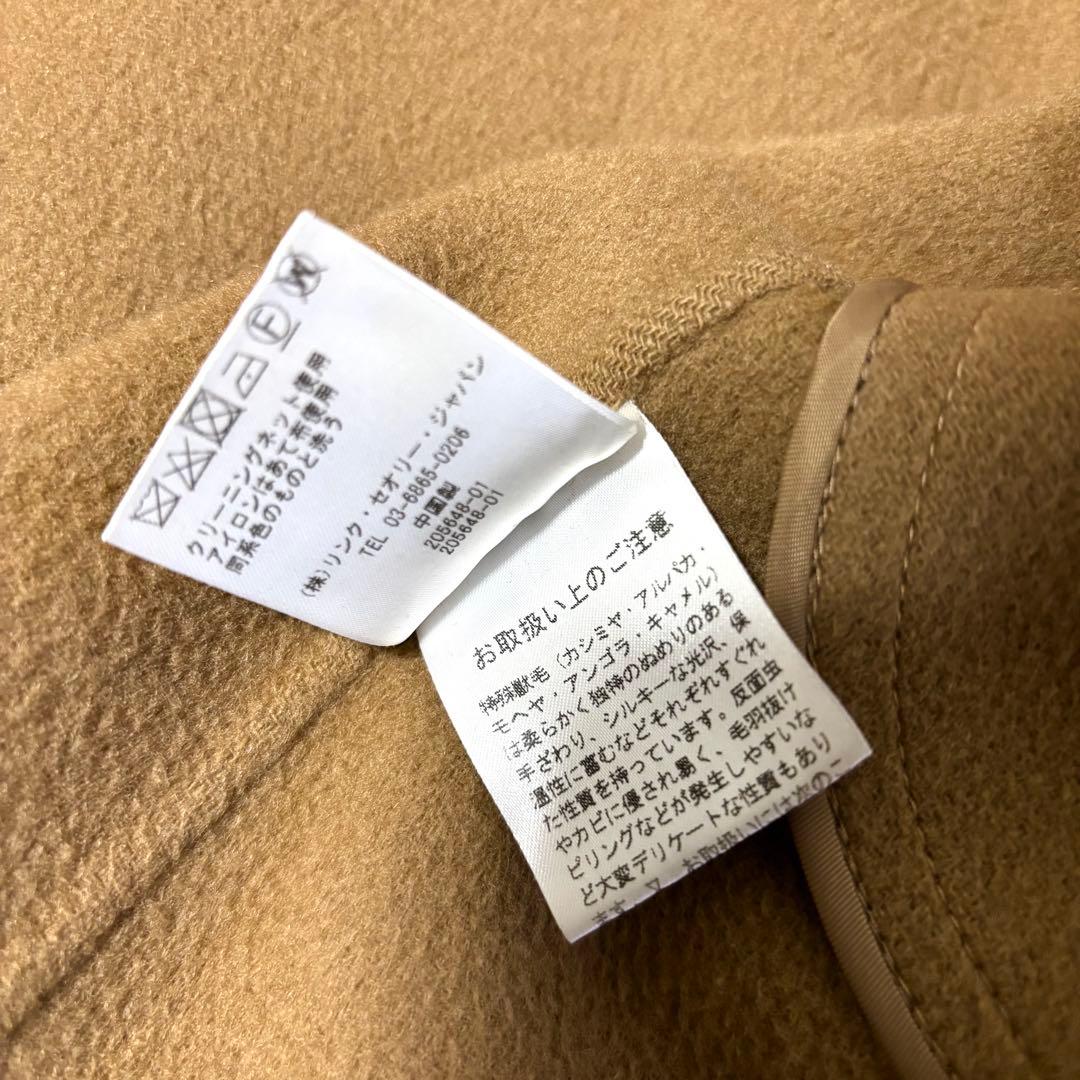 クリーニングネット使用
アイロンはあて布使用
同系色のものと洗う
(株)リンク・セオリー・ジャパン
TEL 03-6865-0206
中国製
205648-01
205648-01
お取扱い上のご注意
特殊獣毛(カシミヤ・アルパカ・
モヘヤ・アンゴラ・キャメル)
は柔らかく独特のぬめりのある
手ざわり、シルキーな光沢、保
温性に富むなどそれぞれすぐれ
た性質を持っています。反面虫
やカビに侵され易く、毛羽抜け
ピリングなどが発生しやすいな
ど大変デリケートな性質もあり
お取扱いには次の